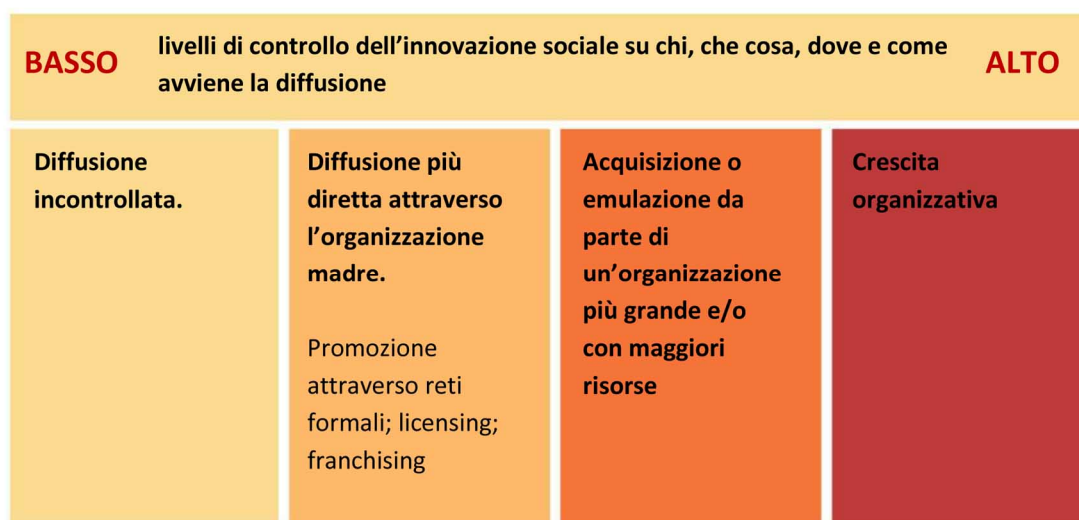 BASSO
livelli di controllo dell’innovazione sociale su chi, che cosa, dove e come
avviene la diffusione
ALTO
Diffusione
incontrollata.
Diffusione più
diretta attraverso
l’organizzazione
madre.
Promozione
attraverso reti
formali; licensing;
franchising
Acquisizione o
emulazione da
parte di
un’organizzazione
più grande e/o
con maggiori
risorse
Crescita
organizzativa